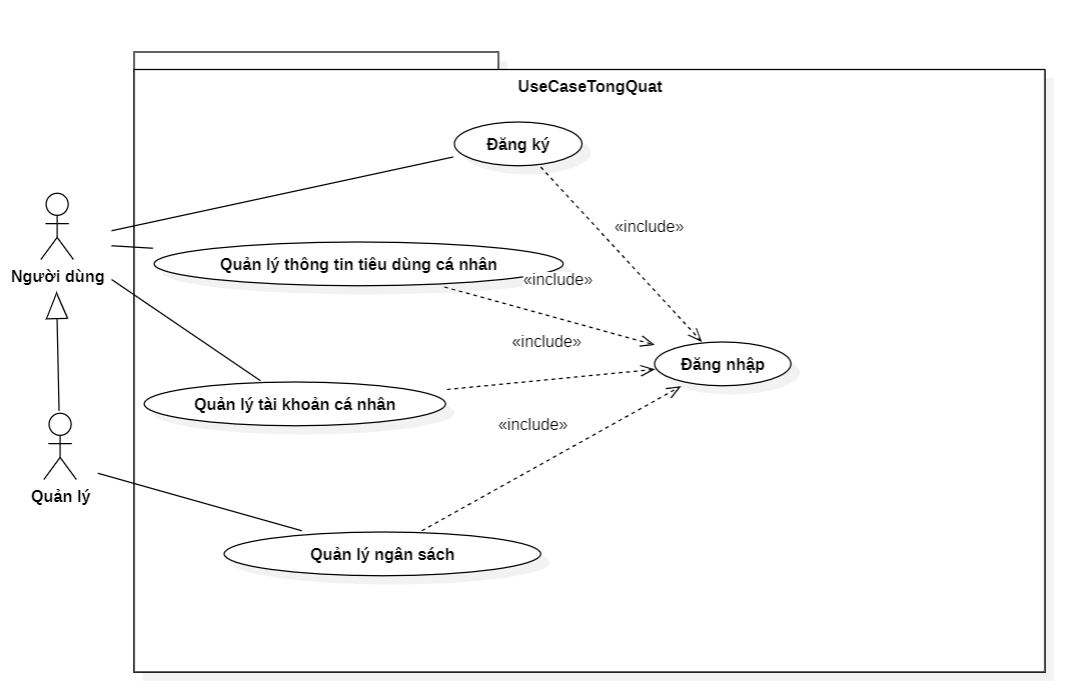 UseCaseTongQuat
Đăng ký
«include»
Người dùng
Quản lý thông tin tiêu dùng cá nhân
«include»
«include»
Đăng nhập
Quản lý tài khoản cá nhân
«include»
Quản lý
Quản lý ngân sách